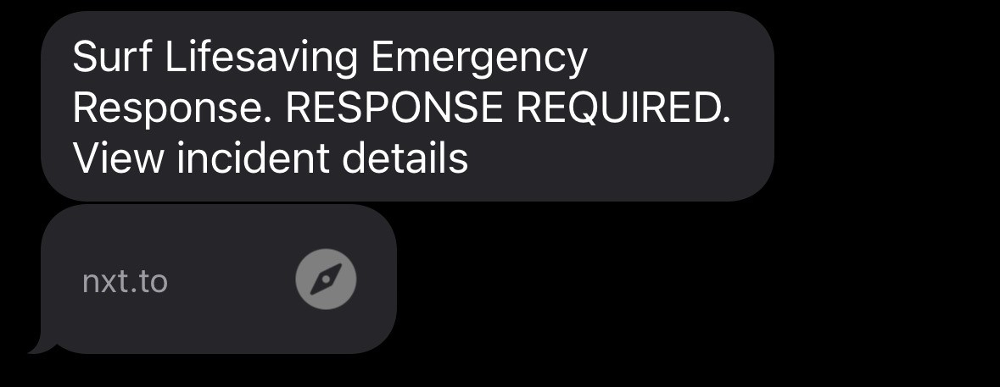 Surf Lifesaving Emergency
Response. RESPONSE REQUIRED.
View incident details
nxt.to